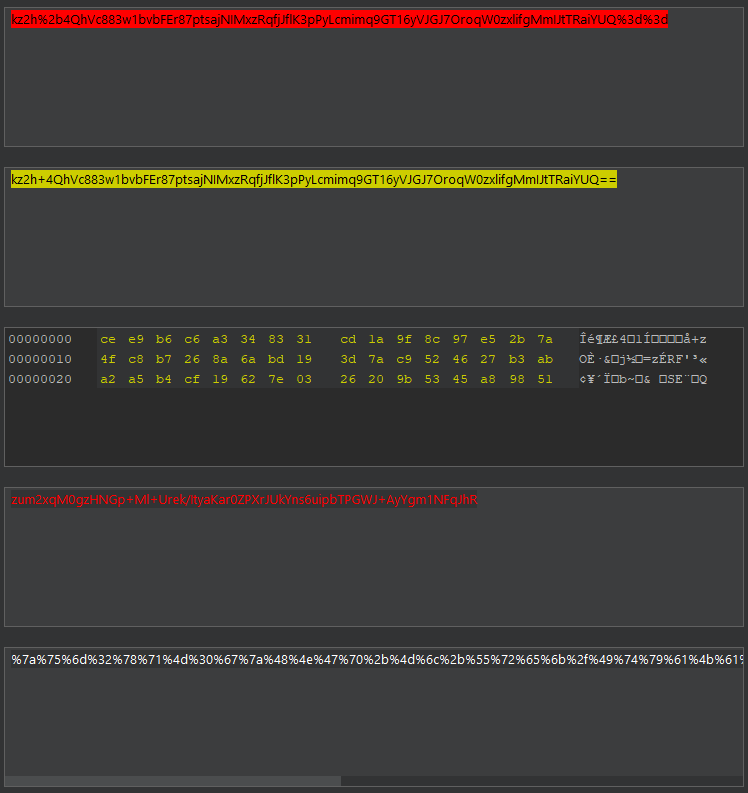 kz2h%2b4QhVc883w1bvbFEr87ptsajNIMxzRqfjJflK3pPyLcmimq9GT16yVJGJ7OroqW0zxlifgMmIJtTRaiYUQ%3d%3d
kz2h+4QhVc883w1bvbFEr87ptsajNIMxzRqfjJflK3pPyLcmimq9GT16yVJGJ7OroqW0zxlifgMmIJtTRaiYUQ==
00000000 ce e9 b6 c6 a3 34 83 31 cd 1a 9f 8c 97 e5 2b 7a Îé¶Æ£4□1Í□□□□å+z
00000010 4f c8 b7 26 8a 6a bd 19 3d 7a c9 52 46 27 b3 ab OÈ·&□j½□=zÉRF'³«
00000020 a2 a5 b4 cf 19 62 7e 03 26 20 9b 53 45 a8 98 51 ¢¥´Ï□b~□& □SE¨□Q
zum2xqM0gzHNGp+Ml+Urek/ItyaKar0ZPXrJUkYns6uipbTPGWJ+AyYgm1NFqJhR
%7a%75%6d%32%78%71%4d%30%67%7a%48%4e%47%70%2b%4d%6c%2b%55%72%65%6b%2f%49%74%79%61%4b%61%